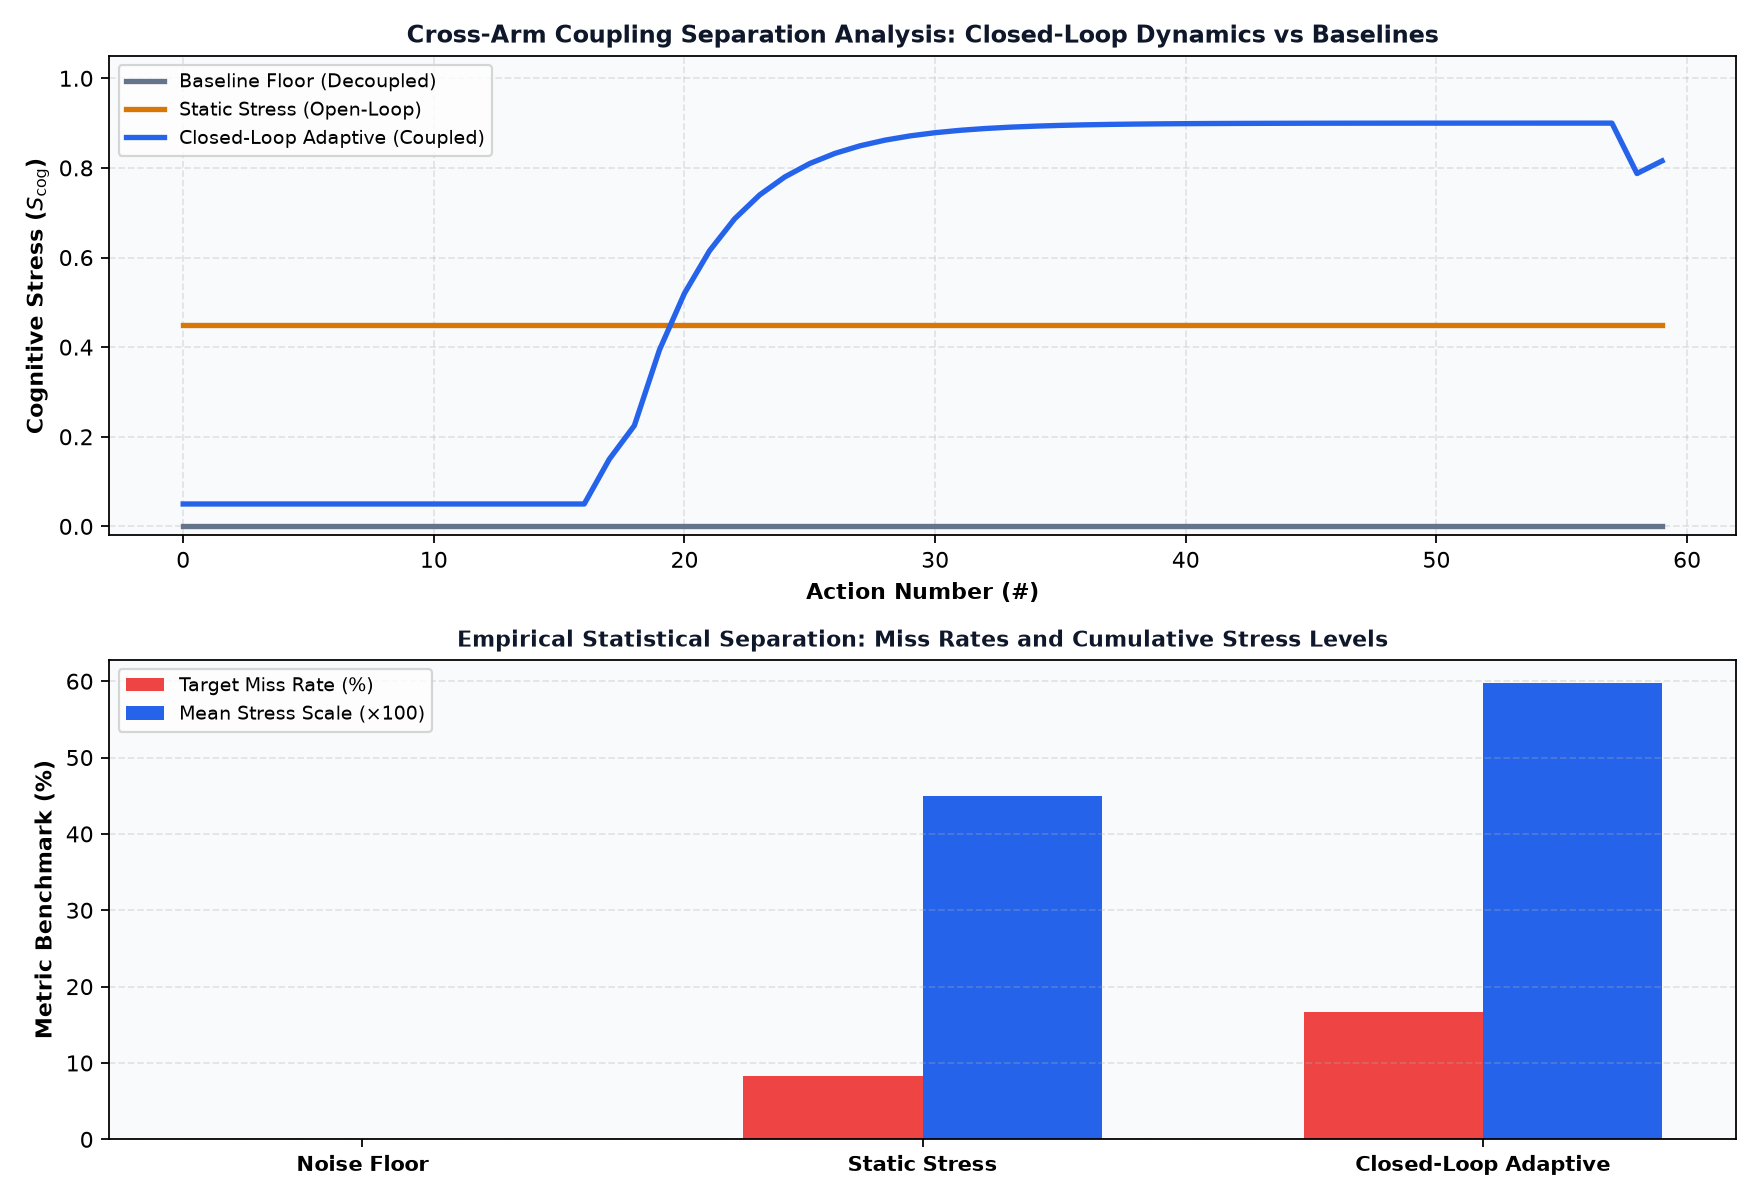 Cross-Arm Coupling Separation Analysis: Closed-Loop Dynamics vs Baselines
Baseline Floor (Decoupled)
Static Stress (Open-Loop)
Closed-Loop Adaptive (Coupled)
Cognitive Stress (S_cog)
1.0
0.8
0.6
0.4
0.2
0.0
0 10 20 30 40 50 60
Action Number (#)
Empirical Statistical Separation: Miss Rates and Cumulative Stress Levels
Target Miss Rate (%)
Mean Stress Scale (×100)
Metric Benchmark (%)
60
50
40
30
20
10
0
Noise Floor Static Stress Closed-Loop Adaptive